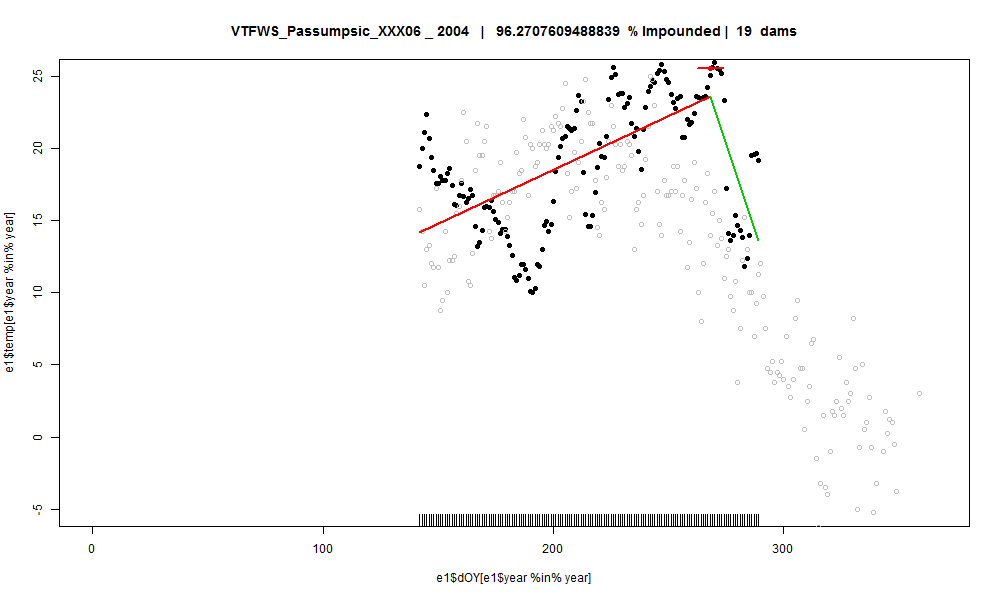 VTFWS_Passumpsic_XXX06 _ 2004 | 96.2707609488839 % Impounded | 19 dams
e1$temp[e1$year %in% year]
25
20
15
10
5
0
-5
0 100 200 300
e1$dOY[e1$year %in% year]